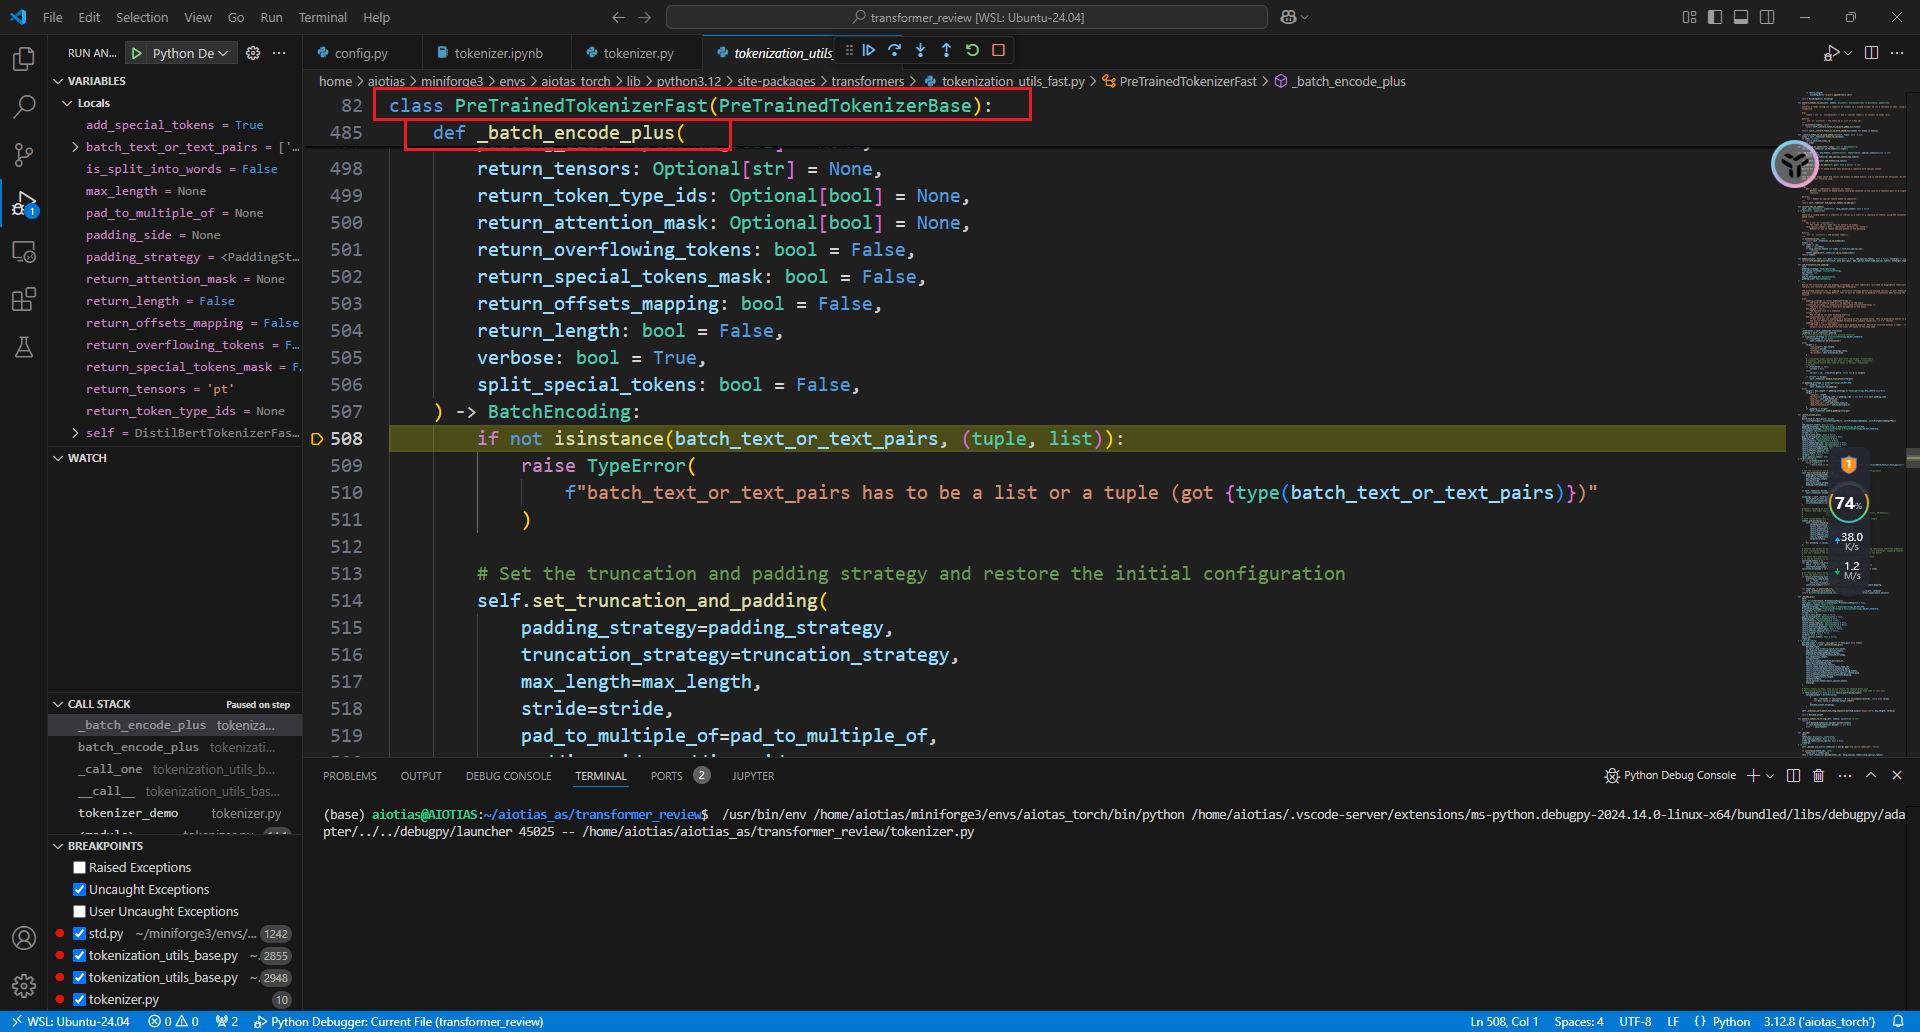 File Edit Selection View Go Run Terminal Help
transformer_review [WSL: Ubuntu-24.04]
RUN AN... Python De
config.py tokenizer.ipynb tokenizer.py tokenization_utils_
home > aiotias > miniforge3 > envs > aiotas_torch > lib > python3.12 > site-packages > transformers > tokenization_utils_fast.py > PreTrainedTokenizerFast > _batch_encode_plus
VARIABLES
Locals
add_special_tokens = True
batch_text_or_text_pairs = ['…
is_split_into_words = False
max_length = None
pad_to_multiple_of = None
padding_side = None
padding_strategy = <PaddingSt…
return_attention_mask = None
return_length = False
return_offsets_mapping = False
return_overflowing_tokens = F…
return_special_tokens_mask = F…
return_tensors = 'pt'
return_token_type_ids = None
self = DistilBertTokenizerFas…
WATCH
CALL STACK Paused on step
_batch_encode_plus tokeniza...
batch_encode_plus tokenizati...
_call_one tokenization_utils_b...
__call__ tokenization_utils_bas...
tokenizer_demo tokenizer.py
BREAKPOINTS
Raised Exceptions
Uncaught Exceptions
User Uncaught Exceptions
std.py ~/miniforge3/envs/... 1242
tokenization_utils_base.py ~. 2855
tokenization_utils_base.py ~. 2948
tokenizer.py 10
82 class PreTrainedTokenizerFast(PreTrainedTokenizerBase):
485 def _batch_encode_plus(
498 return_tensors: Optional[str] = None,
499 return_token_type_ids: Optional[bool] = None,
500 return_attention_mask: Optional[bool] = None,
501 return_overflowing_tokens: bool = False,
502 return_special_tokens_mask: bool = False,
503 return_offsets_mapping: bool = False,
504 return_length: bool = False,
505 verbose: bool = True,
506 split_special_tokens: bool = False,
507 ) -> BatchEncoding:
508 if not isinstance(batch_text_or_text_pairs, (tuple, list)):
509 raise TypeError(
510 f"batch_text_or_text_pairs has to be a list or a tuple (got {type(batch_text_or_text_pairs)})"
511 )
512
513 # Set the truncation and padding strategy and restore the initial configuration
514 self.set_truncation_and_padding(
515 padding_strategy=padding_strategy,
516 truncation_strategy=truncation_strategy,
517 max_length=max_length,
518 stride=stride,
519 pad_to_multiple_of=pad_to_multiple_of,
1
74%
38.0
K/s
1.2
M/s
PROBLEMS OUTPUT DEBUG CONSOLE TERMINAL PORTS 2 JUPYTER
Python Debug Console
(base) aiotias@AIOTIAS:~/aiotias_as/transformer_review$ /usr/bin/env /home/aiotias/miniforge3/envs/aiotas_torch/bin/python /home/aiotias/.vscode-server/extensions/ms-python.debugpy-2024.14.0-linux-x64/bundled/libs/debugpy/ada
pter/../../debugpy/launcher 45025 -- /home/aiotias/aiotias_as/transformer_review/tokenizer.py
WSL: Ubuntu-24.04 0 0 2 Python Debugger: Current File (transformer_review) Ln 508, Col 1 Spaces: 4 UTF-8 LF {} Python 3.12.8 ('aiotas_torch')